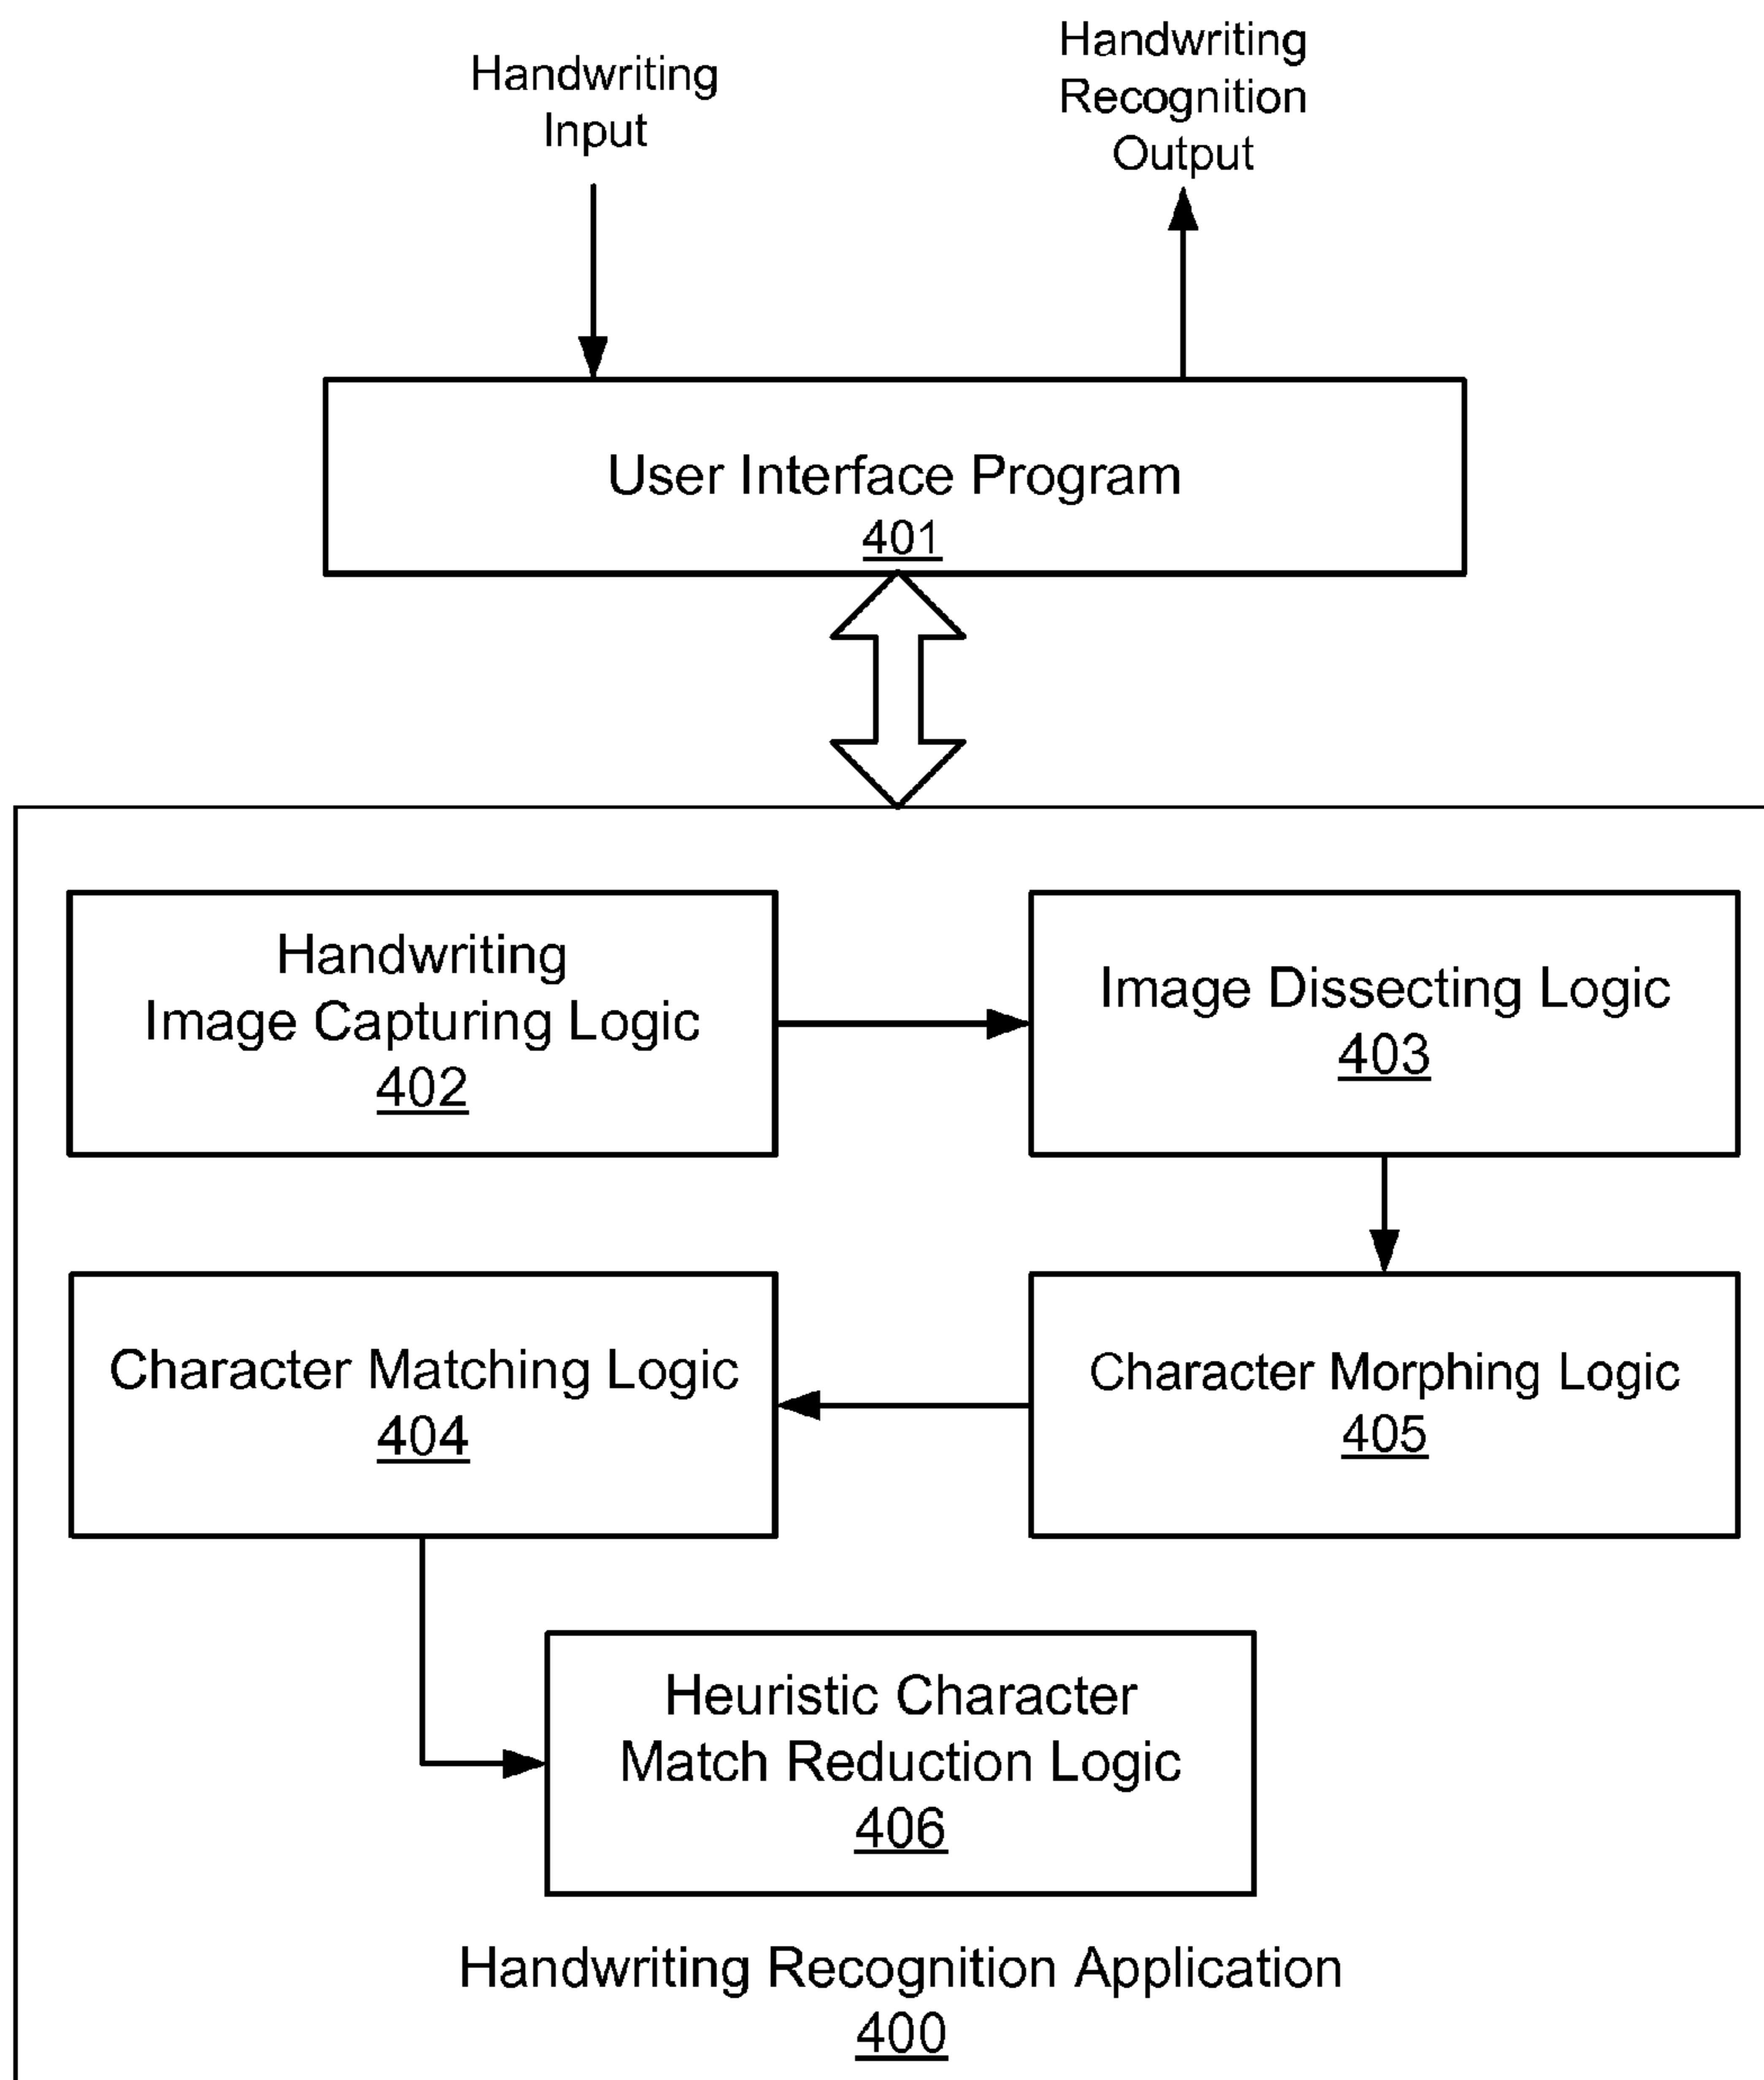 Handwriting
Input
Handwriting
Recognition
Output
User Interface Program
401
Handwriting
Image Capturing Logic
402
Image Dissecting Logic
403
Character Matching Logic
404
Character Morphing Logic
405
Heuristic Character
Match Reduction Logic
406
Handwriting Recognition Application
400